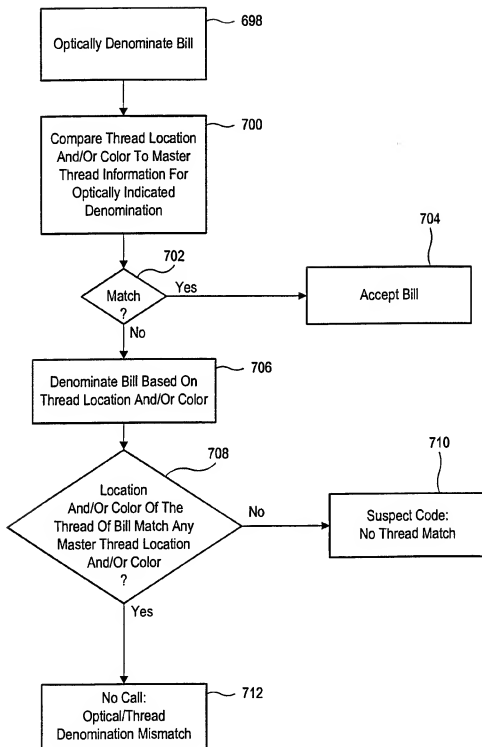 Optically Denominate Bill
698
Compare Thread Location
And/Or Color To Master
Thread Information For
Optically Indicated
Denomination
700
702
Match
?
Yes
No
704
Accept Bill
Denominate Bill Based On
Thread Location And/Or Color
706
708
Location
And/Or Color Of The
Thread Of Bill Match Any
Master Thread Location
And/Or Color
?
No
Yes
710
Suspect Code:
No Thread Match
No Call:
Optical/Thread
Denomination Mismatch
712